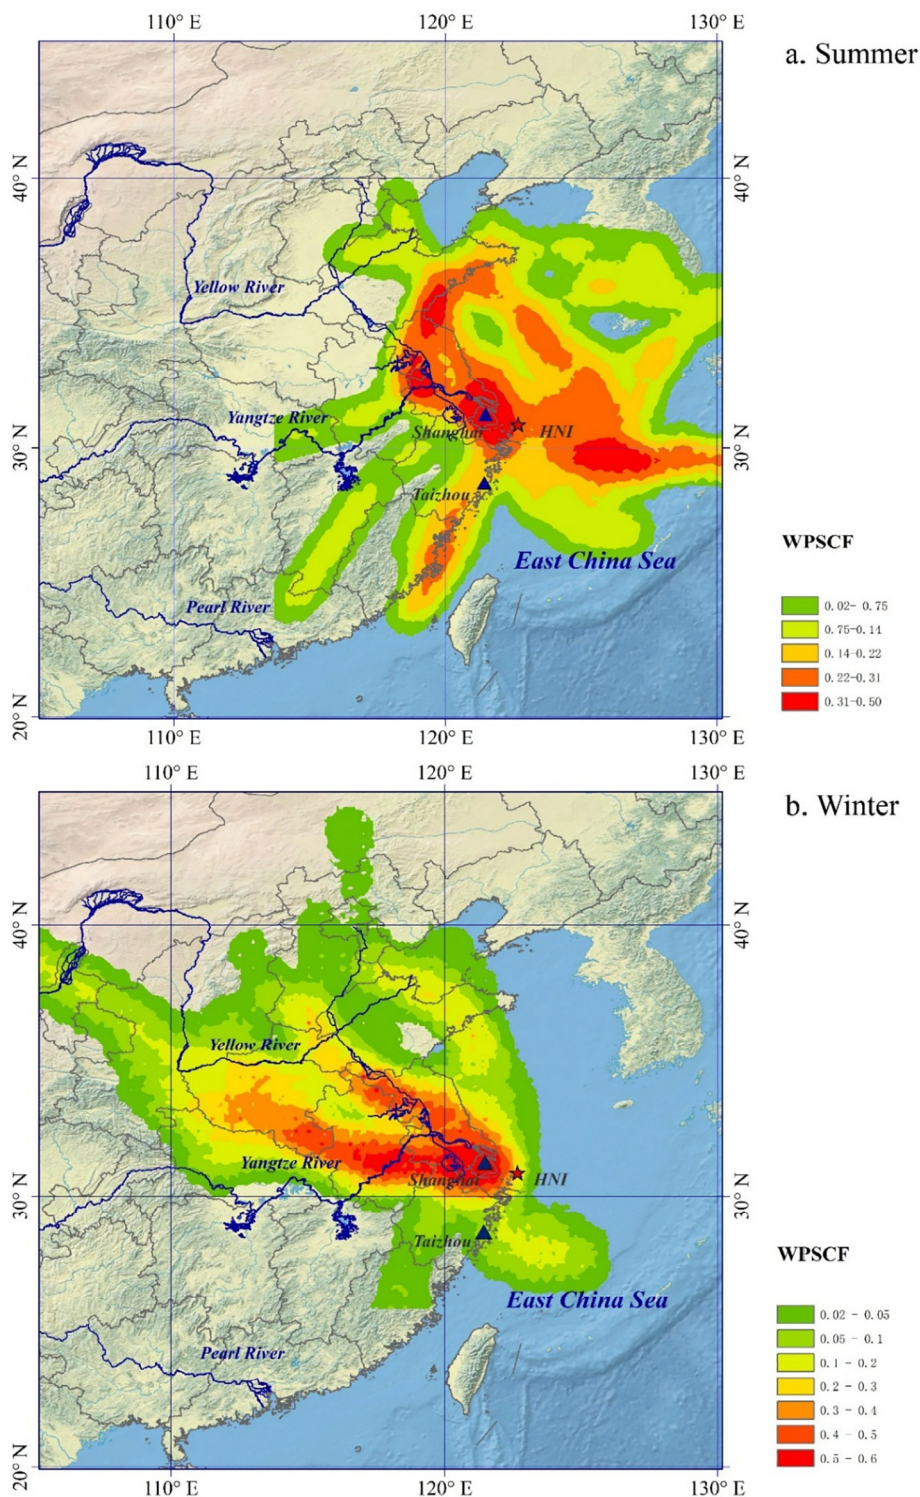 110° E 120° E 130° E
a. Summer
40° N 40° N
Yellow River
Yangtze River
Shanghai HNI
30° N 30° N
Taizhou
WPSCF
East China Sea
0.02- 0.75
Pearl River
0.75-0.14
0.14-0.22
0.22-0.31
0.31-0.50
20° N 20° N
110° E 120° E 130° E
110° E 120° E 130° E
b. Winter
40° N 40° N
Yellow River
Yangtze River
Shanghai HNI
30° N 30° N
Taizhou
WPSCF
East China Sea
0.02 - 0.05
0.05 - 0.1
Pearl River
0.1 - 0.2
0.2 - 0.3
0.3 - 0.4
0.4 - 0.5
0.5 - 0.6
20° N 20° N
110° E 120° E 130° E